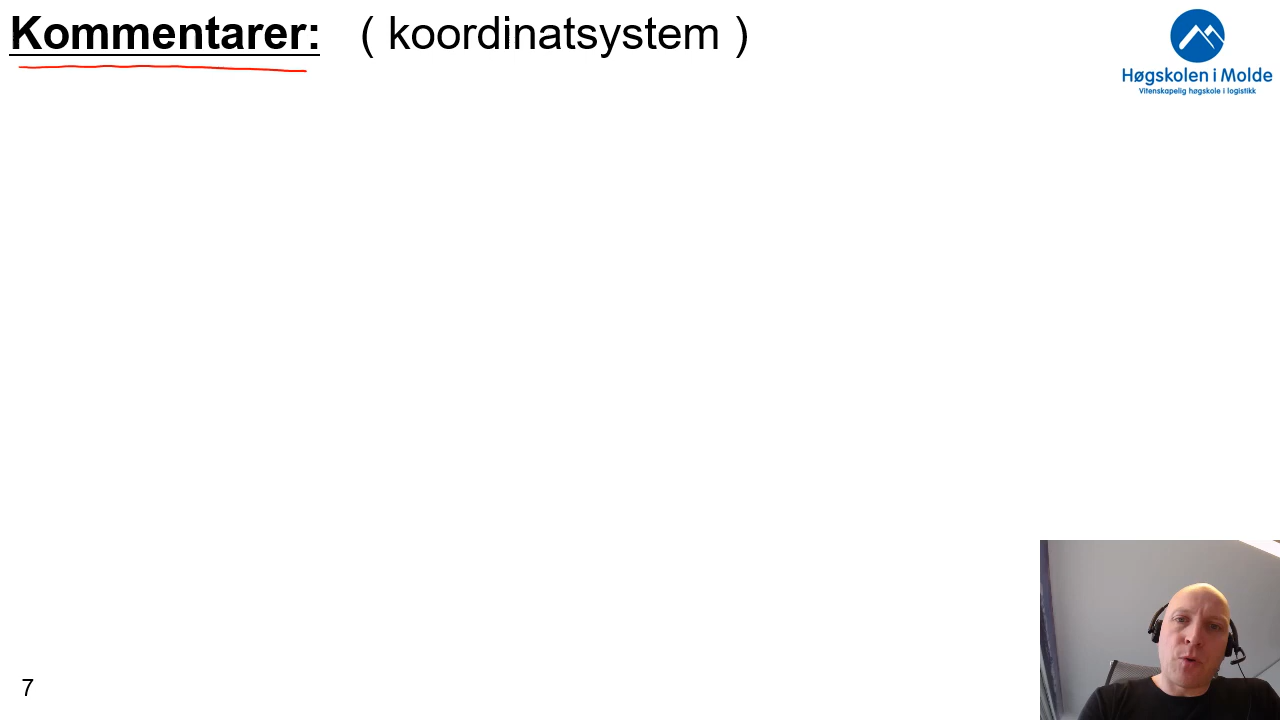 Kommentarer: ( koordinatsystem )
Høgskolen i Molde
Vitenskapelig høgskole i logistikk
7